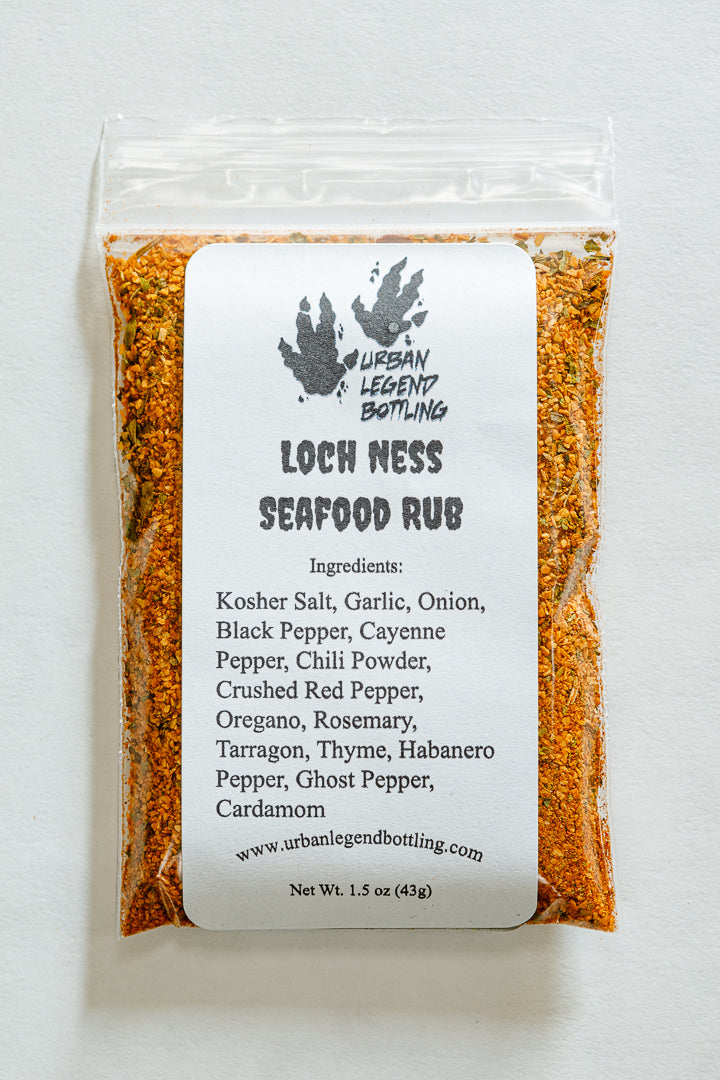 URBAN
LEGEND
BOTTLING
LOCH NESS
SEAFOOD RUB
Ingredients:
Kosher Salt, Garlic, Onion,
Black Pepper, Cayenne
Pepper, Chili Powder,
Crushed Red Pepper,
Oregano, Rosemary,
Tarragon, Thyme, Habanero
Pepper, Ghost Pepper,
Cardamom
www.urbanlegendbottling.com
Net Wt. 1.5 oz (43g)